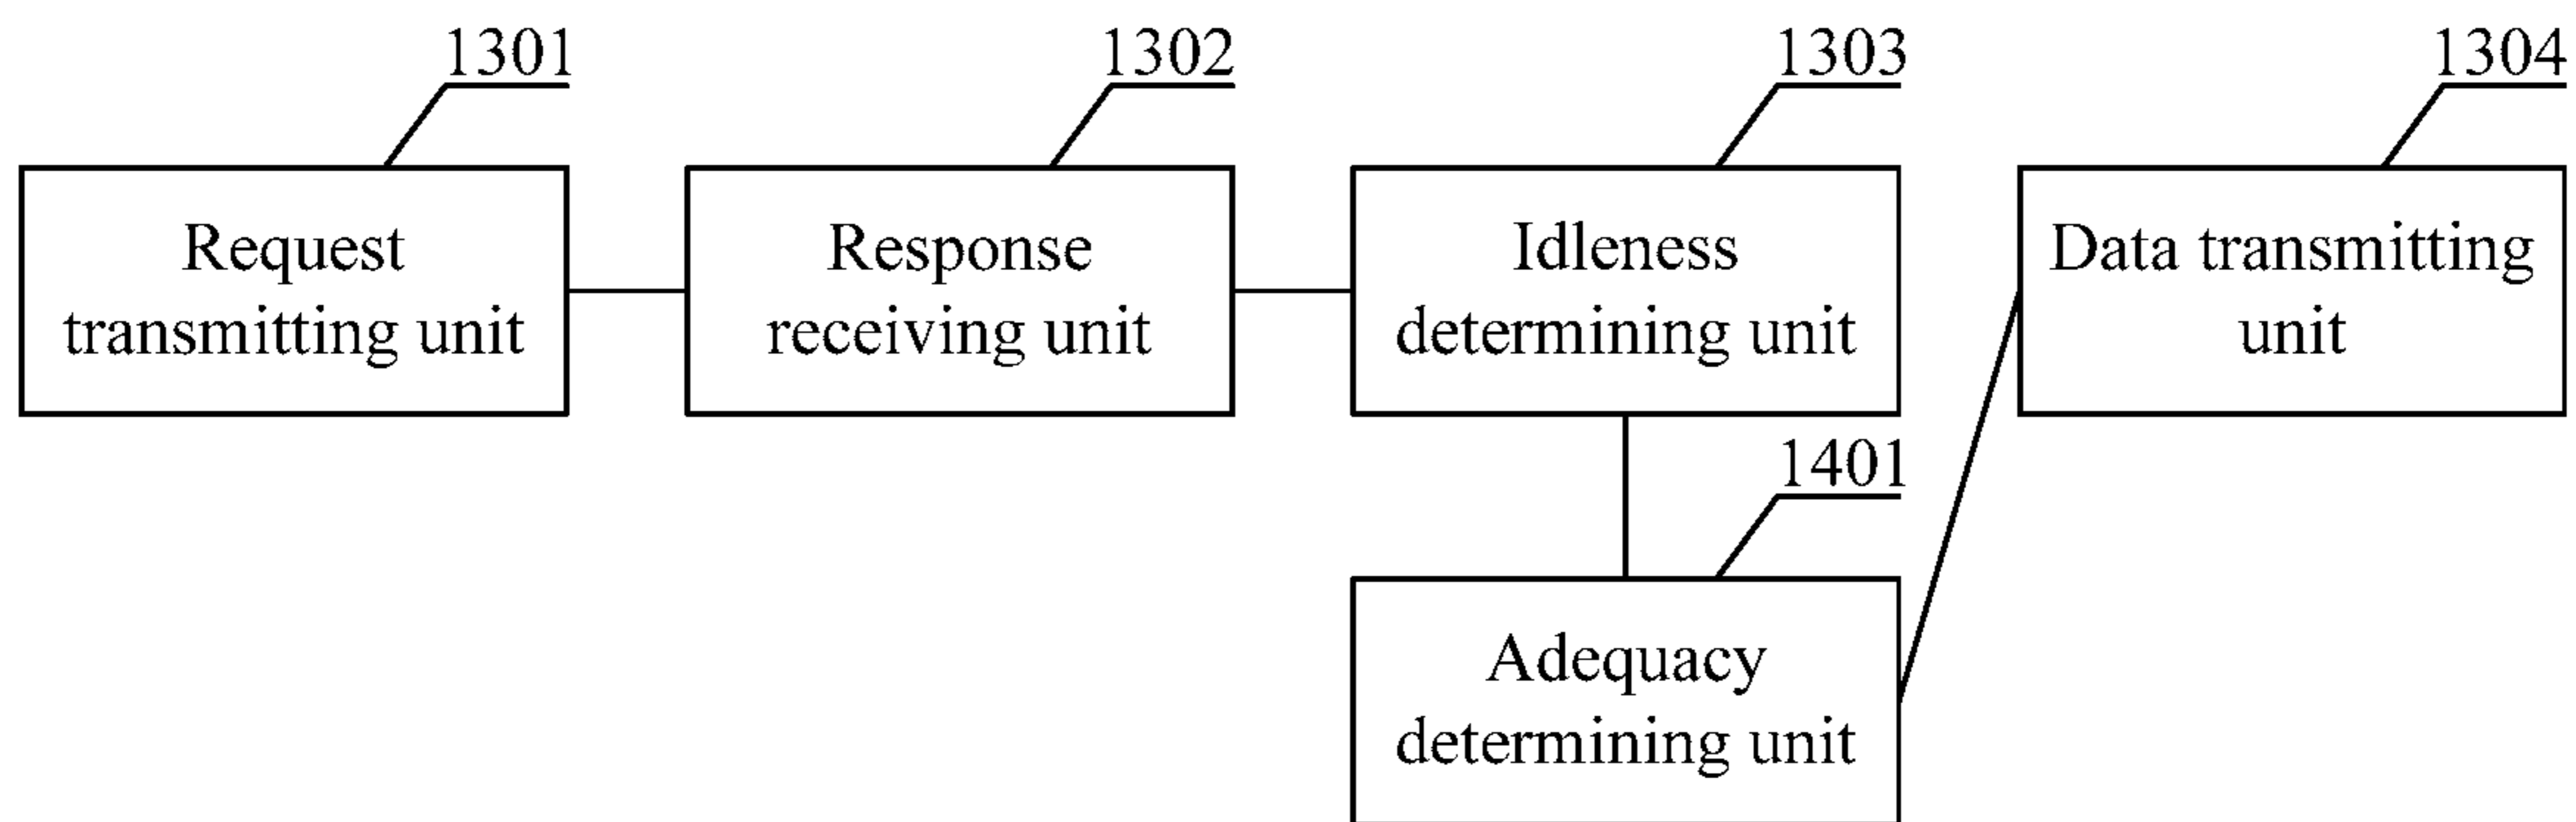 1301
1302
1303
1304
Request
transmitting unit
Response
receiving unit
Idleness
determining unit
Data transmitting
unit
1401
Adequacy
determining unit